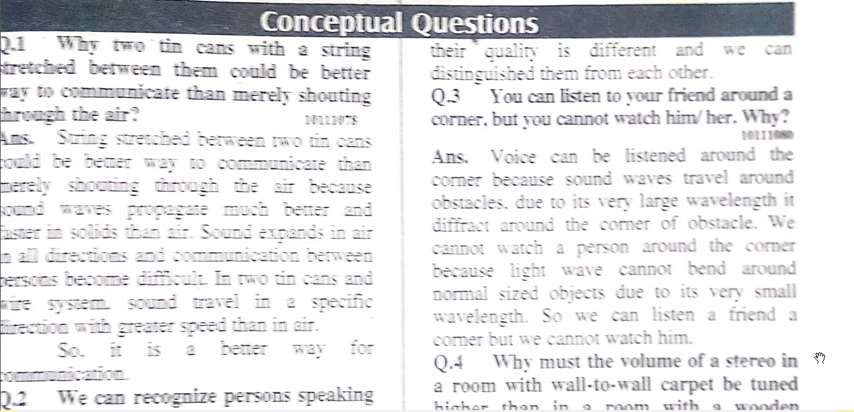 Conceptual Questions
Q.1 Why two tin cans with a string
stretched between them could be better
way to communicate than merely shouting
through the air?
10111078
Ans. String stretched between two tin cans
could be better way to communicate than
merely shouting through the air because
sound waves propagate much better and
faster in solids than air. Sound expands in air
in all directions and communication between
persons become difficult. In two tin cans and
wire system, sound travel in a specific
direction with greater speed than in air.
So, it is a better way for
communication.
Q.2 We can recognize persons speaking
their quality is different and we can
distinguished them from each other.
Q.3 You can listen to your friend around a
corner, but you cannot watch him/ her. Why?
10111080
Ans. Voice can be listened around the
corner because sound waves travel around
obstacles, due to its very large wavelength it
diffract around the corner of obstacle. We
cannot watch a person around the corner
because light wave cannot bend around
normal sized objects due to its very small
wavelength. So we can listen a friend a
corner but we cannot watch him.
Q.4 Why must the volume of a stereo in
a room with wall-to-wall carpet be tuned
higher than in a room with a wooden